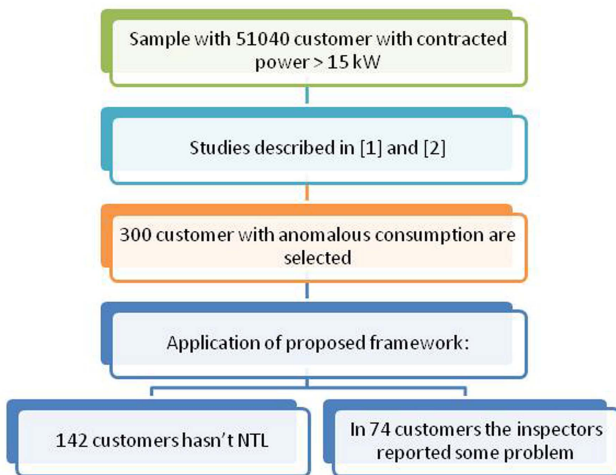 Sample with 51040 customer with contracted
power > 15 kW
Studies described in [1] and [2]
300 customer with anomalous consumption are
selected
Application of proposed framework:
142 customers hasn't NTL
In 74 customers the inspectors
reported some problem